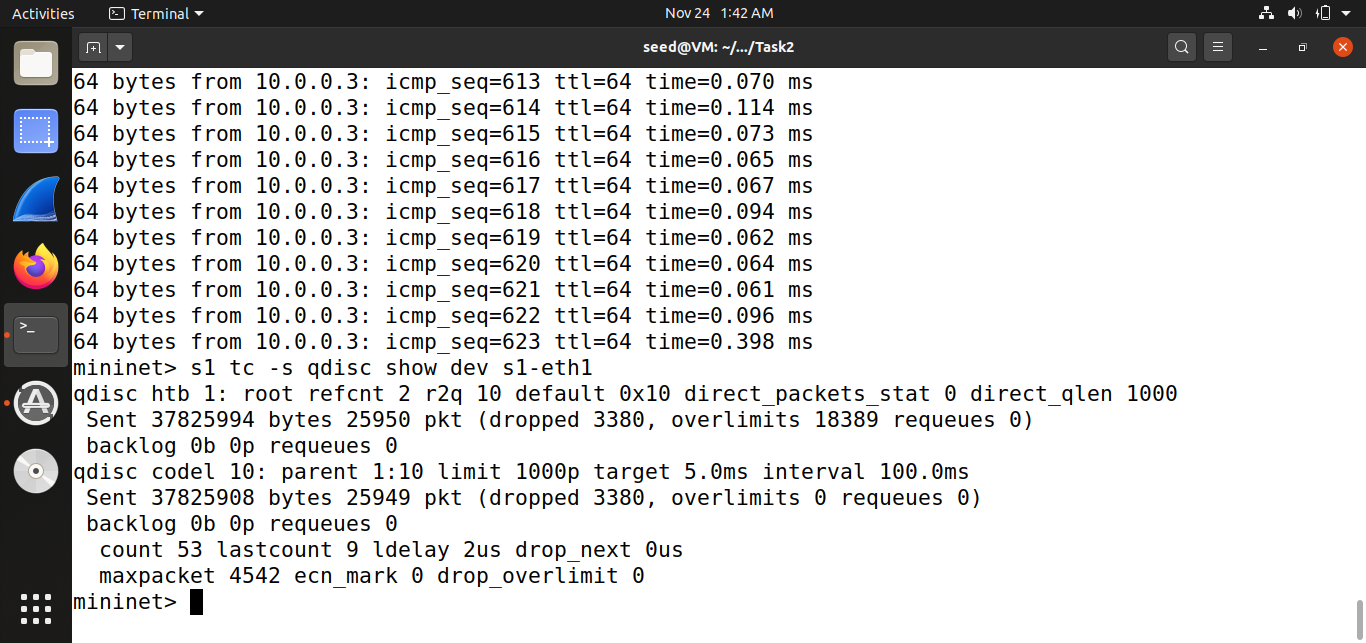 Activities Terminal Nov 24 1:42 AM
seed@VM: ~/.../Task2
64 bytes from 10.0.0.3: icmp_seq=613 ttl=64 time=0.070 ms
64 bytes from 10.0.0.3: icmp_seq=614 ttl=64 time=0.114 ms
64 bytes from 10.0.0.3: icmp_seq=615 ttl=64 time=0.073 ms
64 bytes from 10.0.0.3: icmp_seq=616 ttl=64 time=0.065 ms
64 bytes from 10.0.0.3: icmp_seq=617 ttl=64 time=0.067 ms
64 bytes from 10.0.0.3: icmp_seq=618 ttl=64 time=0.094 ms
64 bytes from 10.0.0.3: icmp_seq=619 ttl=64 time=0.062 ms
64 bytes from 10.0.0.3: icmp_seq=620 ttl=64 time=0.064 ms
64 bytes from 10.0.0.3: icmp_seq=621 ttl=64 time=0.061 ms
64 bytes from 10.0.0.3: icmp_seq=622 ttl=64 time=0.096 ms
64 bytes from 10.0.0.3: icmp_seq=623 ttl=64 time=0.398 ms
mininet> s1 tc -s qdisc show dev s1-eth1
qdisc htb 1: root refcnt 2 r2q 10 default 0x10 direct_packets_stat 0 direct_qlen 1000
 Sent 37825994 bytes 25950 pkt (dropped 3380, overlimits 18389 requeues 0)
 backlog 0b 0p requeues 0
qdisc codel 10: parent 1:10 limit 1000p target 5.0ms interval 100.0ms
 Sent 37825908 bytes 25949 pkt (dropped 3380, overlimits 0 requeues 0)
 backlog 0b 0p requeues 0
  count 53 lastcount 9 ldelay 2us drop_next 0us
  maxpacket 4542 ecn_mark 0 drop_overlimit 0
mininet>